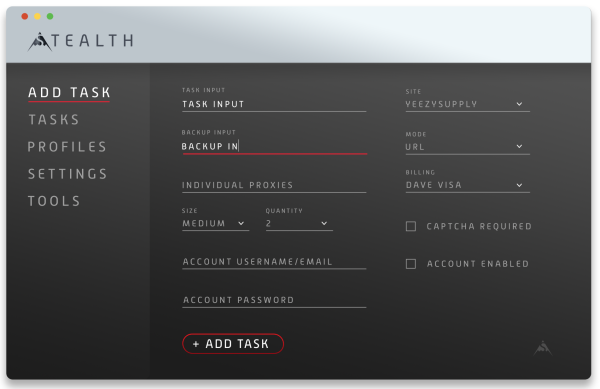 STEALTH
ADD TASK
TASKS
PROFILES
SETTINGS
TOOLS
TASK INPUT
TASK INPUT
BACKUP INPUT
BACKUP IN
INDIVIDUAL PROXIES
SIZE
MEDIUM
QUANTITY
2
ACCOUNT USERNAME/EMAIL
ACCOUNT PASSWORD
+ ADD TASK
SITE
YEEZYSUPPLY
MODE
URL
BILLING
DAVE VISA
CAPTCHA REQUIRED
ACCOUNT ENABLED